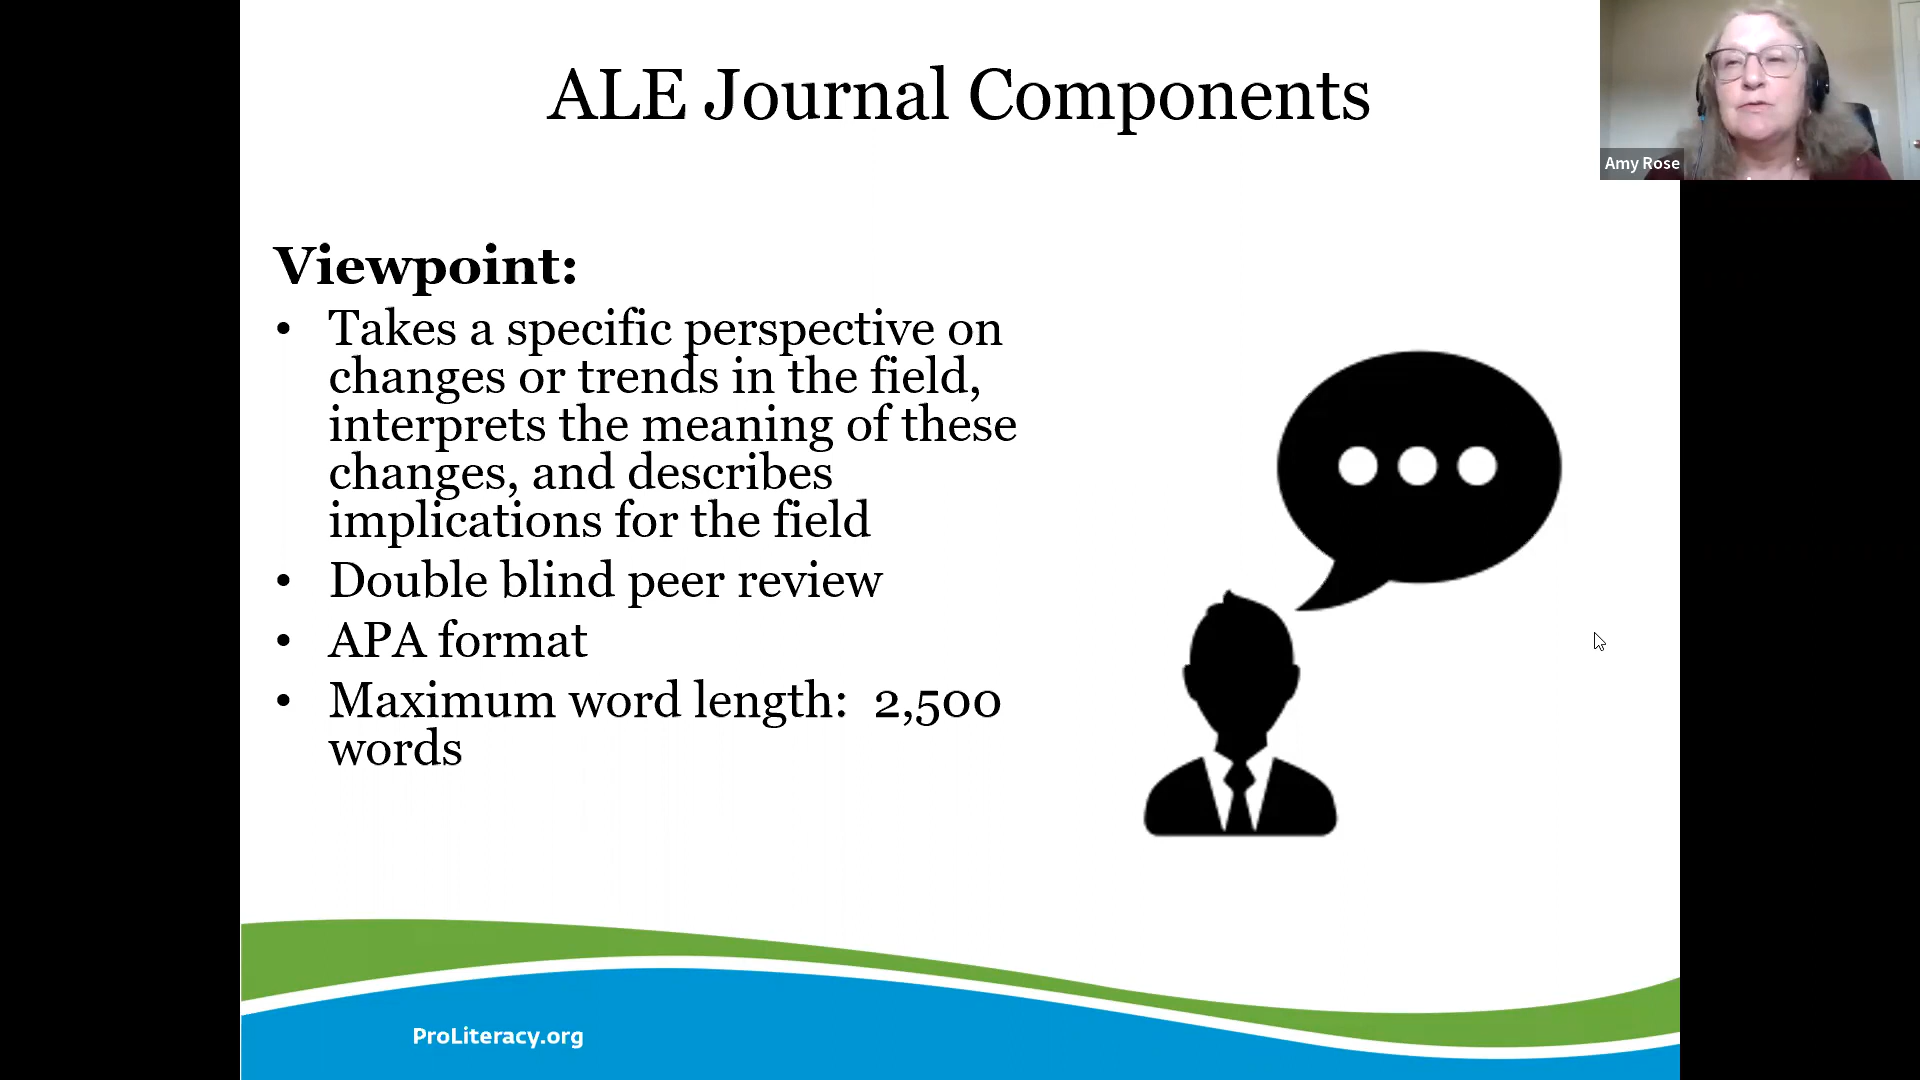 ALE Journal Components
Amy Rose
Viewpoint:
• Takes a specific perspective on
changes or trends in the field,
interprets the meaning of these
changes, and describes
implications for the field
• Double blind peer review
• APA format
• Maximum word length:  2,500
words
ProLiteracy.org